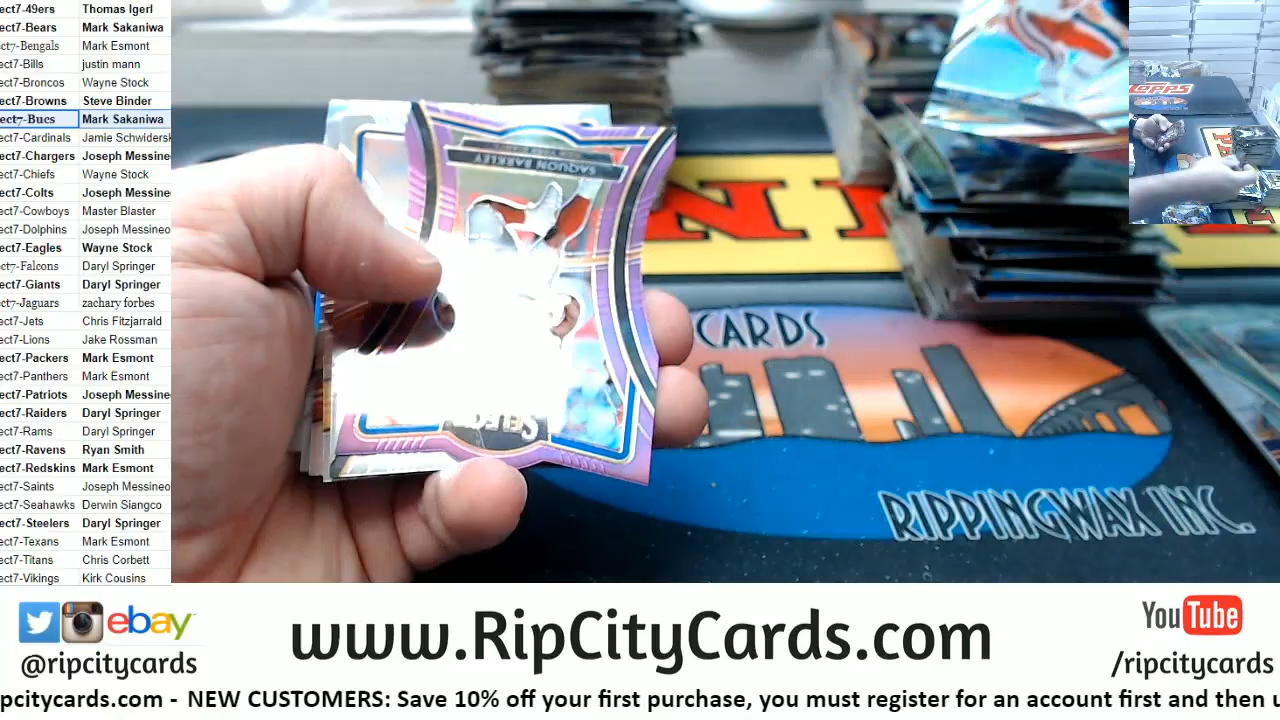 ect7-49ers Thomas Igerl
ect7-Bears Mark Sakaniwa
ect7-Bengals Mark Esmont
ect7-Bills justin mann
ect7-Broncos Wayne Stock
ect7-Browns Steve Binder
ect7-Bucs Mark Sakaniwa
ect7-Cardinals Jamie Schwidersk
ect7-Chargers Joseph Messine
ect7-Chiefs Wayne Stock
ect7-Colts Joseph Messine
ect7-Cowboys Master Blaster
ect7-Dolphins Joseph Messineo
ect7-Eagles Wayne Stock
ect7-Falcons Daryl Springer
ect7-Giants Daryl Springer
ect7-Jaguars zachary forbes
ect7-Jets Chris Fitzjarrald
ect7-Lions Jake Rossman
ect7-Packers Mark Esmont
ect7-Panthers Mark Esmont
ect7-Patriots Joseph Messine
ect7-Raiders Daryl Springer
ect7-Rams Daryl Springer
ect7-Ravens Ryan Smith
ect7-Redskins Mark Esmont
ect7-Saints Joseph Messineo
ect7-Seahawks Derwin Siangco
ect7-Steelers Daryl Springer
ect7-Texans Mark Esmont
ect7-Titans Chris Corbett
ect7-Vikings Kirk Cousins
SAQUON BARKLEY
SELEC
CARDS
RIPPINGWAX INC.
TOPPS
ebay
@ripcitycards
www.RipCityCards.com
YouTube
/ripcitycards
pcitycards.com - NEW CUSTOMERS: Save 10% off your first purchase, you must register for an account first and then u